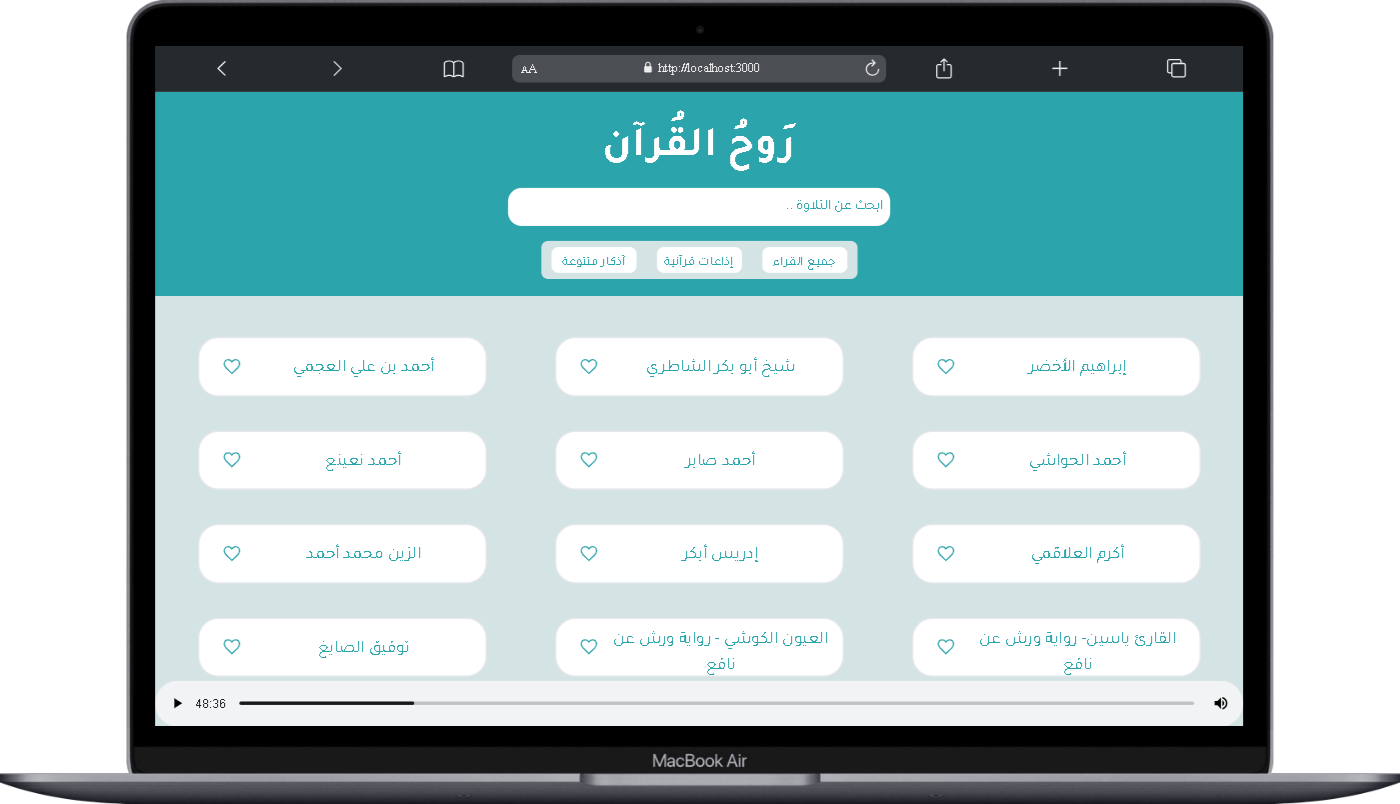 AA
http://localhost:3000
رَوحُ القُرآن
ابحث عن التلاوة ..
جميع القراء
إذاعات قرآنية
أذكار متنوعة
إبراهيم الأخضر
شيخ أبو بكر الشاطري
أحمد بن علي العجمي
أحمد الحواشي
أحمد صابر
أحمد نعينع
أكرم العلاقمي
إدريس أبكر
الزين محمد أحمد
القارئ ياسين- رواية ورش عن
نافع
العيون الكوشي - رواية ورش عن
نافع
توفيق الصايغ
48:36
MacBook Air